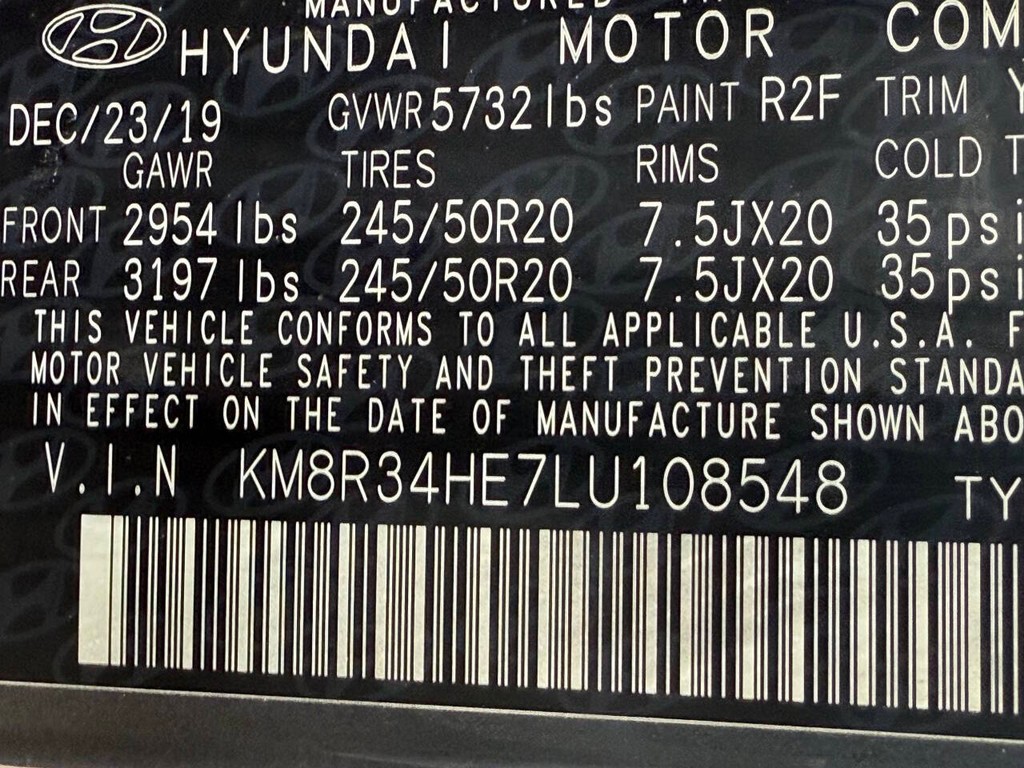 MANUFACTURED
HYUNDAI MOTOR COM
DEC/23/19 GVWR 5732 lbs PAINT R2F TRIM Y
GAWR TIRES RIMS COLD T
FRONT 2954 lbs 245/50R20 7.5JX20 35 psi
REAR 3197 lbs 245/50R20 7.5JX20 35 psi
THIS VEHICLE CONFORMS TO ALL APPLICABLE U.S.A. F
MOTOR VEHICLE SAFETY AND THEFT PREVENTION STANDA
IN EFFECT ON THE DATE OF MANUFACTURE SHOWN ABO
V.I.N KM8R34HE7LU108548 TY